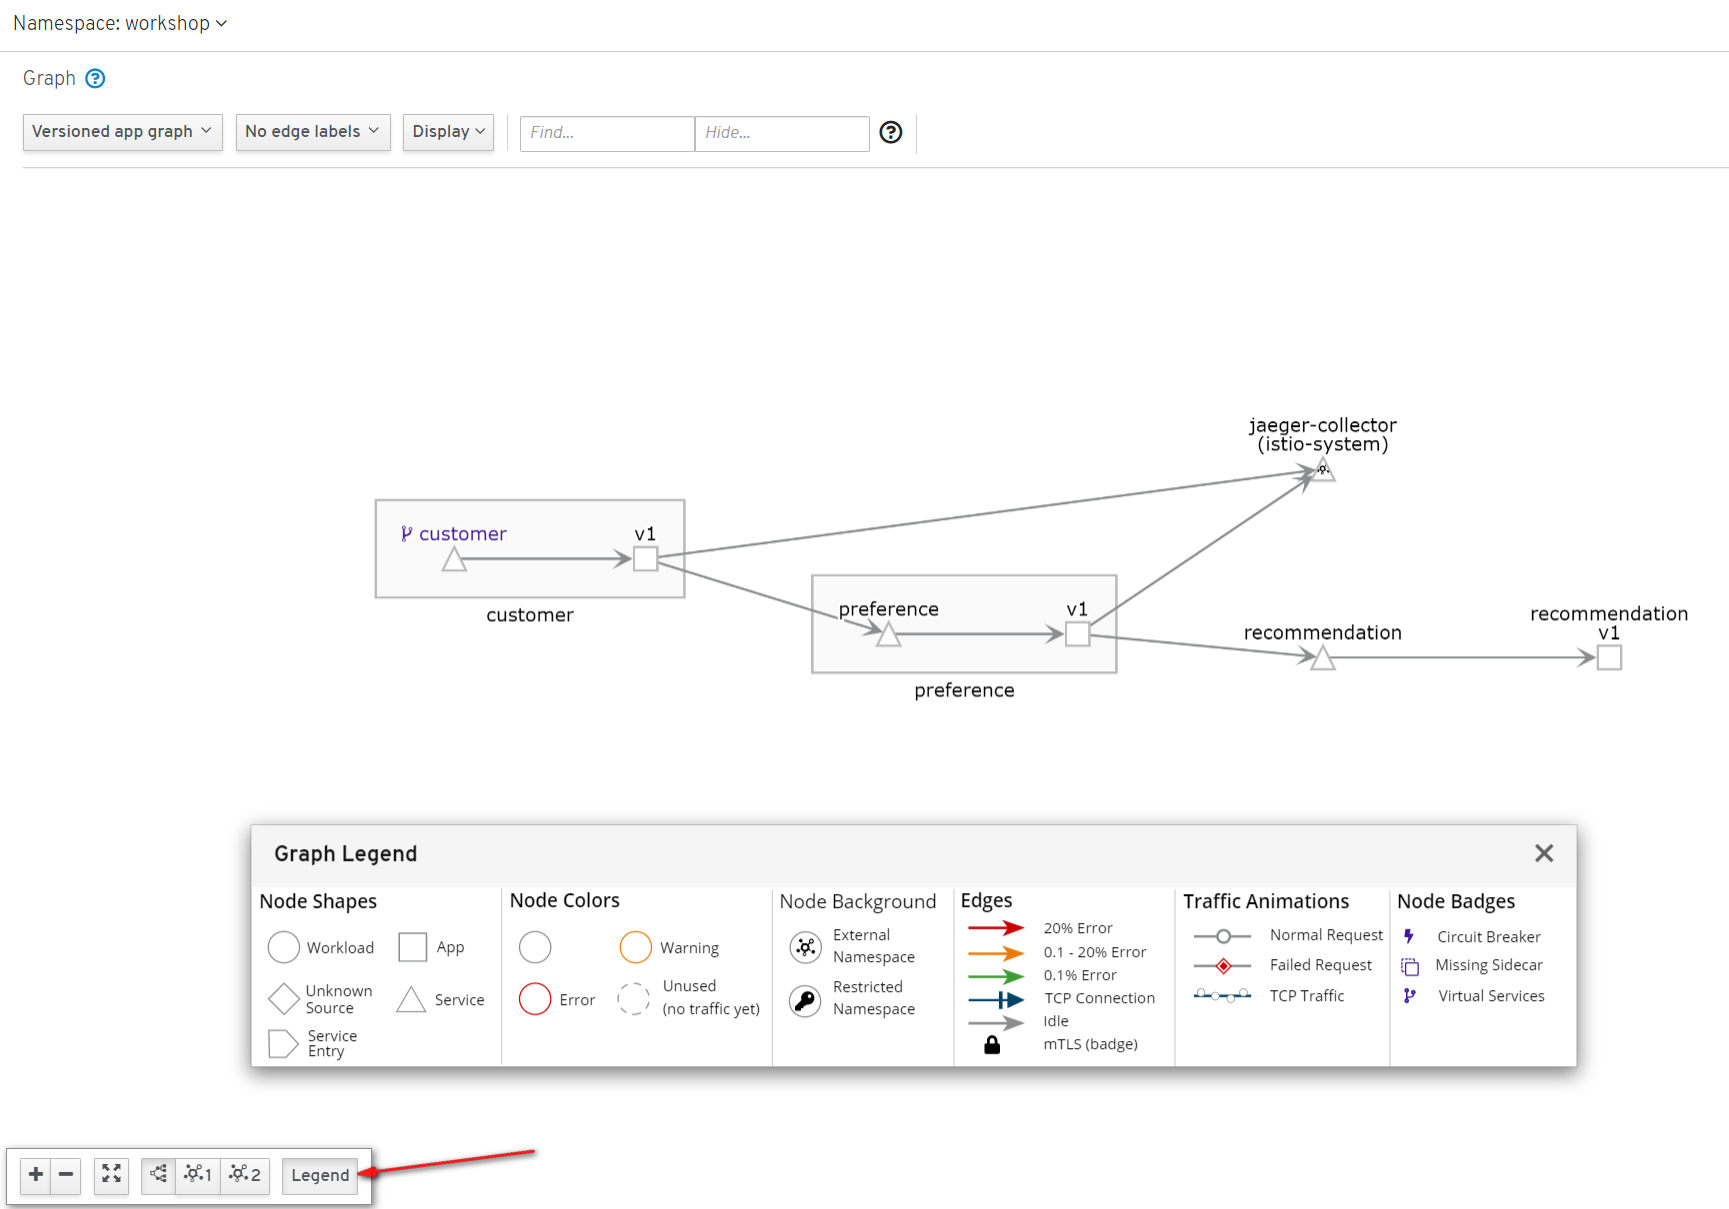 Namespace: workshop
Graph
Versioned app graph
No edge labels
Display
Find...
Hide...
jaeger-collector
(istio-system)
customer
v1
customer
preference
v1
preference
recommendation
recommendation
v1
Graph Legend
Node Shapes
Workload
App
Unknown
Source
Service
Service
Entry
Node Colors
Warning
Error
Unused
(no traffic yet)
Node Background
External
Namespace
Restricted
Namespace
Edges
20% Error
0.1 - 20% Error
0.1% Error
TCP Connection
Idle
mTLS (badge)
Traffic Animations
Normal Request
Failed Request
TCP Traffic
Node Badges
Circuit Breaker
Missing Sidecar
Virtual Services
1
2
Legend